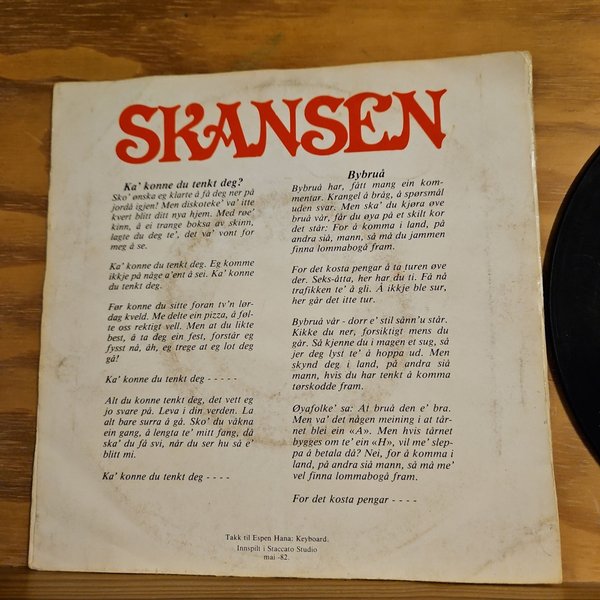 SKANSEN
Ka' konne du tenkt deg?
Sko' ønska eg klarte å få deg ner på
jordå igjen! Men diskoteke' va' itte
kvert blitt ditt nya hjem. Med røe'
kinn, å ei trange boksa av skinn,
lagte du deg te', det va' vont for
meg å se.
Ka' konne du tenkt deg. Eg komme
ikkje på någe a'ent å sei. Ka' konne
du tenkt deg.
Før konne du sitte foran tv'n lør-
dag kveld. Me delte ein pizza, å føl-
te oss rektigt vell. Men at du likte
best, å ta deg ein fest, forstår eg
fysst nå, åh, eg trege at eg lot deg
gå!
Ka' konne du tenkt deg - - - - -
Alt du konne tenkt deg, det vett eg
jo svare på. Leva i din verden. La
alt bare surra å gå. Sko' du våkna
ein gang, å lengta te' mitt fang, då
ska' du få svi, når du ser hu så e'
blitt mi.
Ka' konne du tenkt deg - - - -
Bybruå
Bybruå har, fått mang ein kom-
mentar. Krangel å bråg, å spørsmål
uden svar. Men ska' du kjøra øve
bruå vår, får du øya på et skilt kor
det står: For å komma i land, på
andra siå, mann, så må du jammen
finna lommabogå fram.
For det kosta pengar å ta turen øve
der. Seks-åtta, her har du ti. Få nå
trafikken te' å gli. Å ikkje ble sur,
her går det itte tur.
Bybruå vår - dorr e' stil sånn'u står.
Kikke du ner, forsiktigt mens du
går. Så kjenne du i magen et sug, så
jer deg lyst te' å hoppa ud. Men
skynd deg i land, på andra siå
mann, hvis du har tenkt å komma
tørskodde fram.
Øyafolke' sa: At bruå den e' bra.
Men va' det någen meining i at tår-
net blei ein «A». Men hvis tårnet
bygges om te' ein «H», vil me' slep-
pa å betala då? Nei, for å komma i
land, på andra siå mann, så må me'
vel finna lommabogå fram.
For det kosta pengar - - - -
Takk til Espen Hana: Keyboard.
Innspilt i Staccato Studio
mai -82.